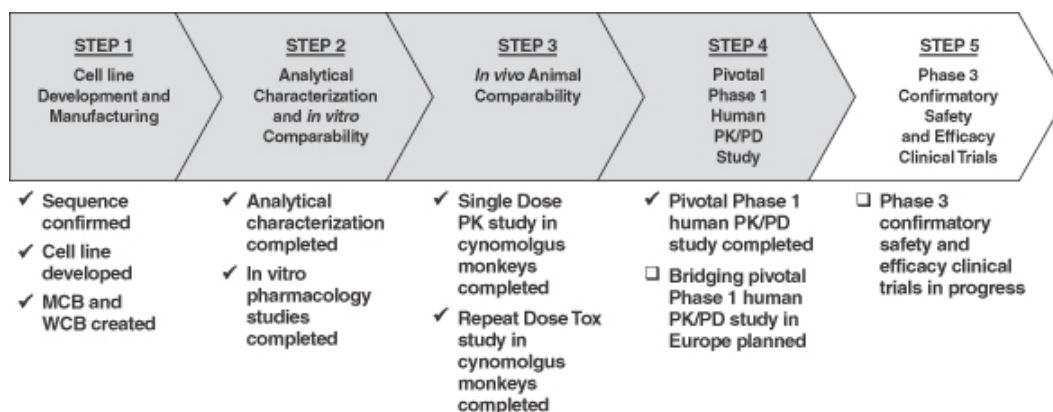 STEP 1
Cell line
Development and
Manufacturing
STEP 2
Analytical
Characterization
and in vitro
Comparability
STEP 3
In vivo Animal
Comparability
STEP 4
Pivotal
Phase 1
Human
PK/PD
Study
STEP 5
Phase 3
Confirmatory
Safety
and Efficacy
Clinical Trials
✓ Sequence
confirmed
✓ Cell line
developed
✓ MCB and
WCB created
✓ Analytical
characterization
completed
✓ In vitro
pharmacology
studies
completed
✓ Single Dose
PK study in
cynomolgus
monkeys
completed
✓ Repeat Dose Tox
study in
cynomolgus
monkeys
completed
✓ Pivotal Phase 1
human PK/PD
study completed
❑ Bridging pivotal
Phase 1 human
PK/PD study in
Europe planned
❑ Phase 3
confirmatory
safety and
efficacy clinical
trials in progress